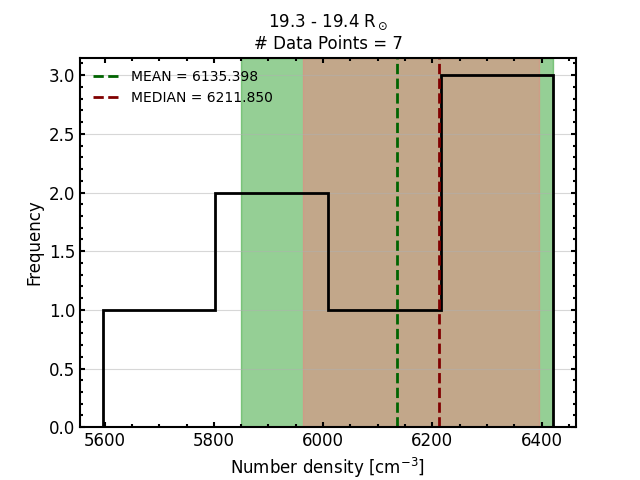 19.3 - 19.4 R⊙
# Data Points = 7
MEAN = 6135.398
MEDIAN = 6211.850
3.0
2.5
2.0
1.5
1.0
0.5
0.0
Frequency
5600 5800 6000 6200 6400
Number density [cm⁻³]